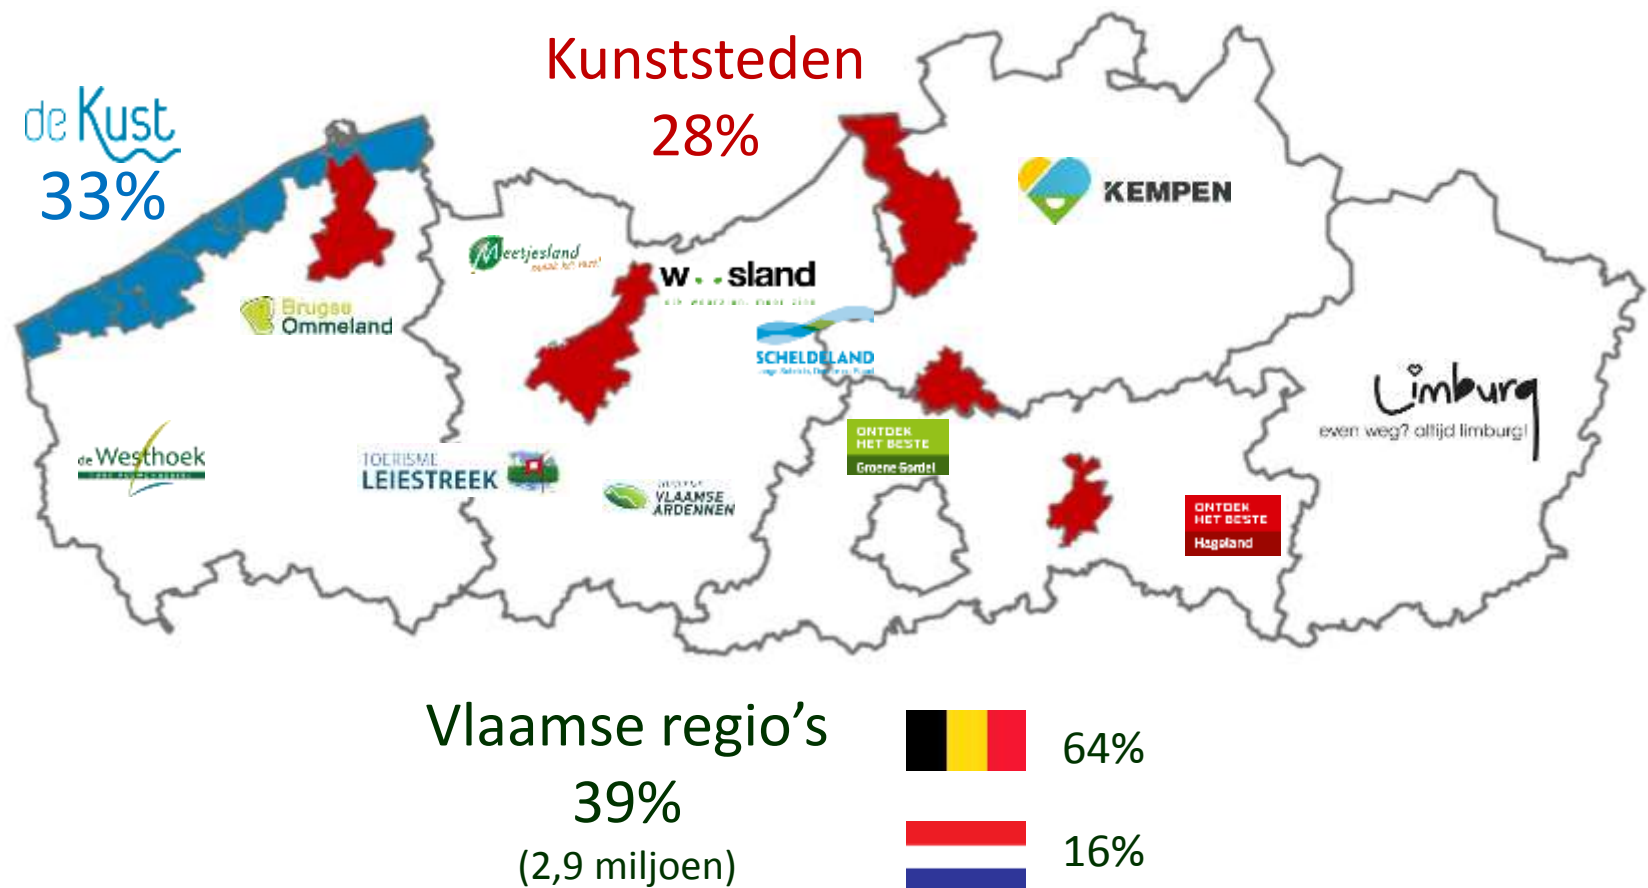 Kunststeden
28%
de Kust
33%
KEMPEN
Meetjesland
w..sland
Brugse
Ommeland
SCHELDELAND
Limburg
even weg? altijd limburg!
ONTDEK
HET BESTE
Groene Gordel
de Westhoek
TOERISME
LEIESTREEK
VLAAMSE
ARDENNEN
ONTDEK
HET BESTE
Hageland
Vlaamse regio’s
39%
(2,9 miljoen)
64%
16%